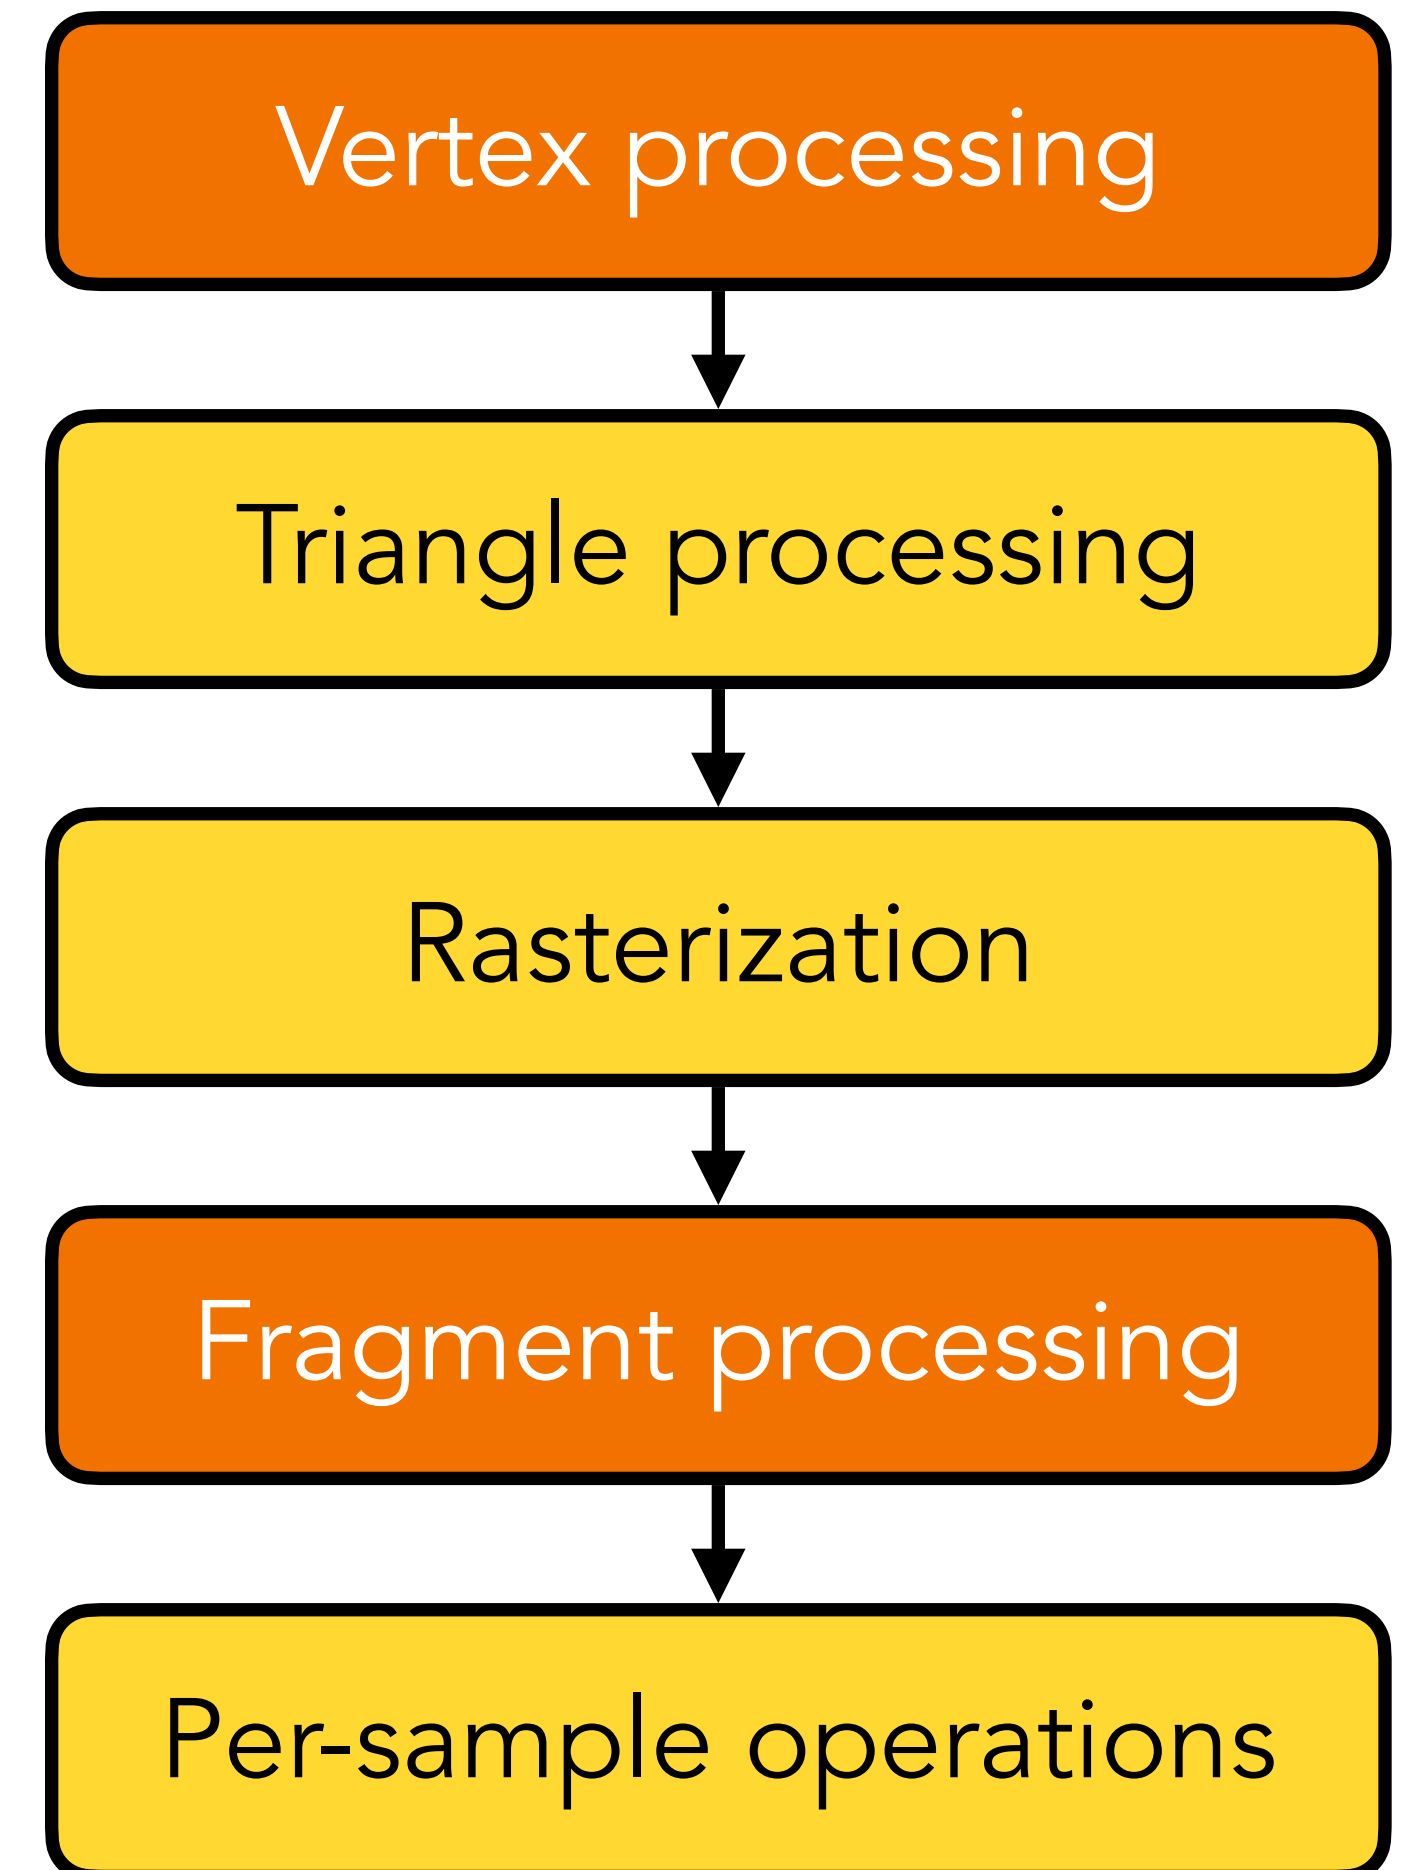 Vertex processing
Triangle processing
Rasterization
Fragment processing
Per-sample operations